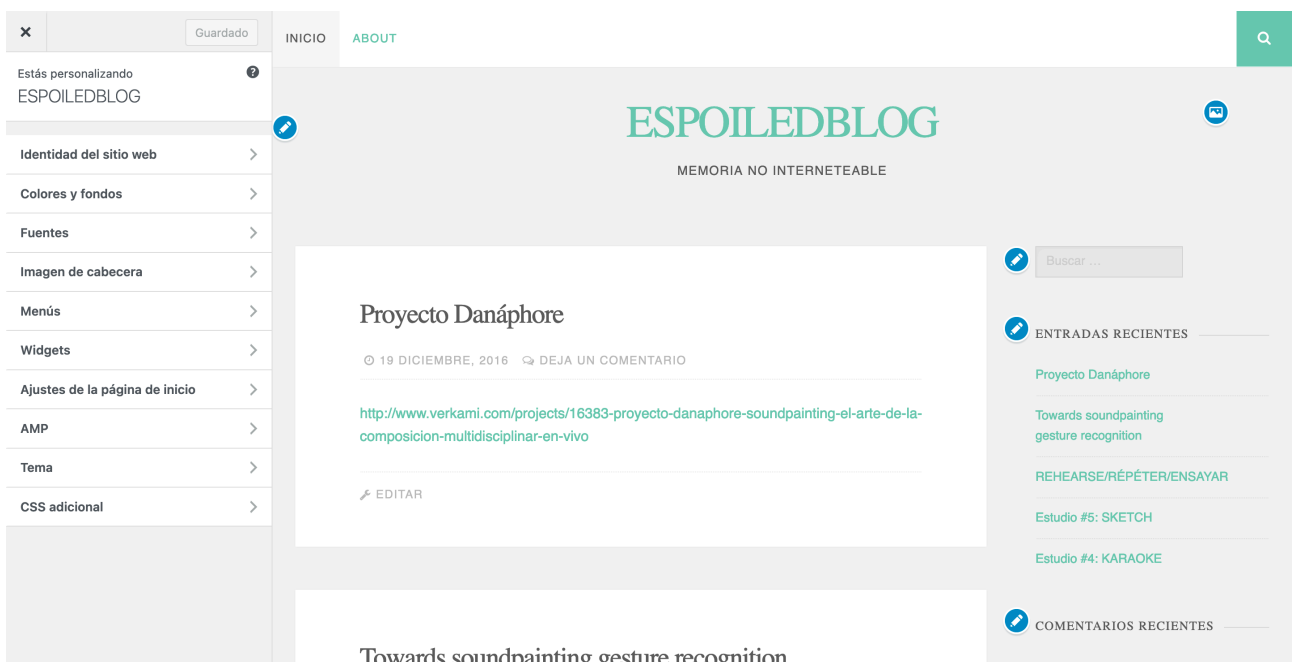 Guardado
Estás personalizando
ESPOILEDBLOG
Identidad del sitio web
Colores y fondos
Fuentes
Imagen de cabecera
Menús
Widgets
Ajustes de la página de inicio
AMP
Tema
CSS adicional
INICIO
ABOUT
ESPOILEDBLOG
MEMORIA NO INTERNETEABLE
Proyecto Danáphore
19 DICIEMBRE, 2016 DEJA UN COMENTARIO
http://www.verkami.com/projects/16383-proyecto-danaphore-soundpainting-el-arte-de-la-
composicion-multidisciplinar-en-vivo
EDITAR
Towards soundpainting gesture recognition
Buscar …
ENTRADAS RECIENTES
Proyecto Danáphore
Towards soundpainting
gesture recognition
REHEARSE/RÉPÉTER/ENSAYAR
Estudio #5: SKETCH
Estudio #4: KARAOKE
COMENTARIOS RECIENTES